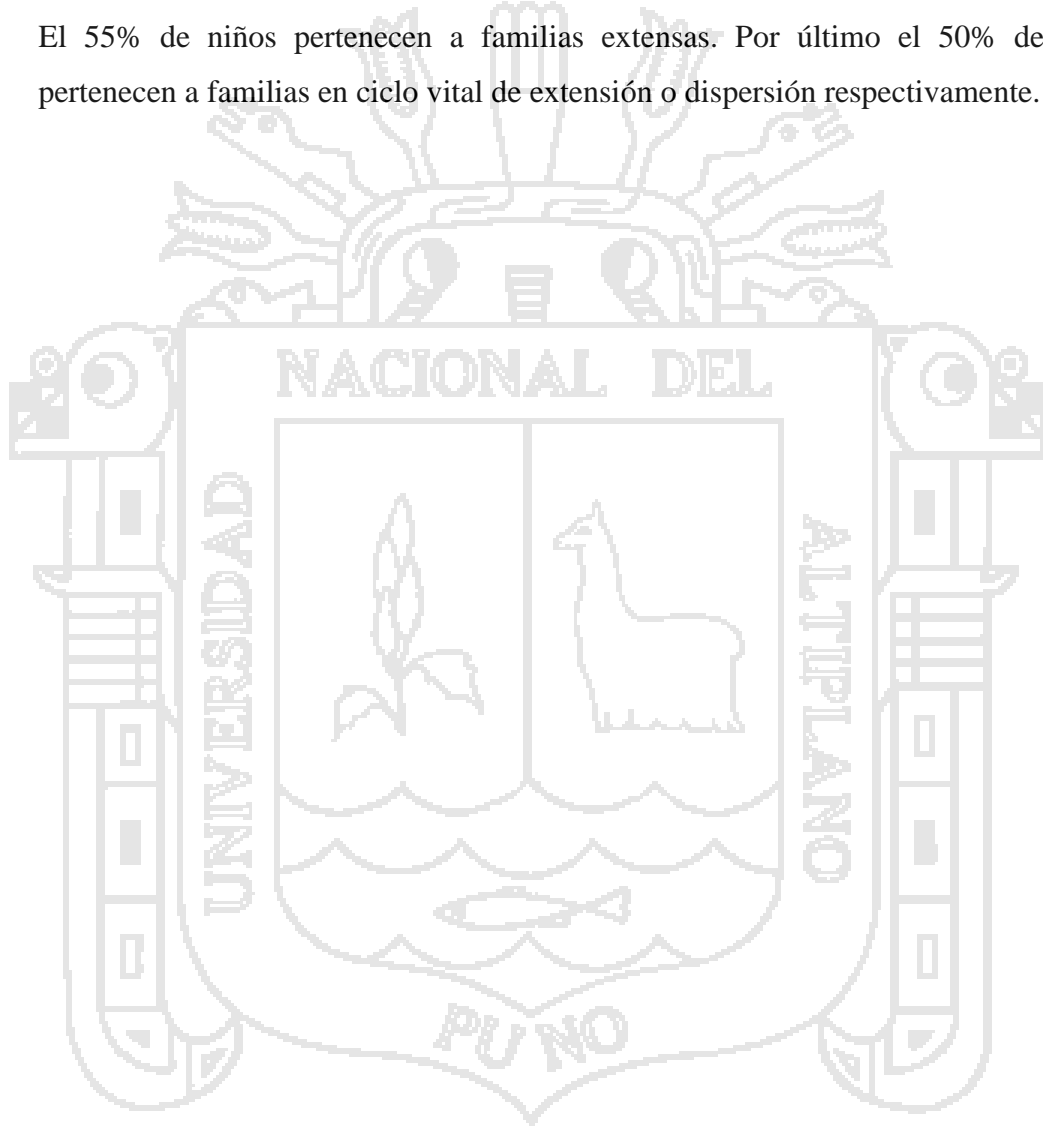 El 55% de niños pertenecen a familias extensas. Por último el 50% de
pertenecen a familias en ciclo vital de extensión o dispersión respectivamente.
NACIONAL DEL
UNIVERSIDAD
ALTIPLANO
PUNO